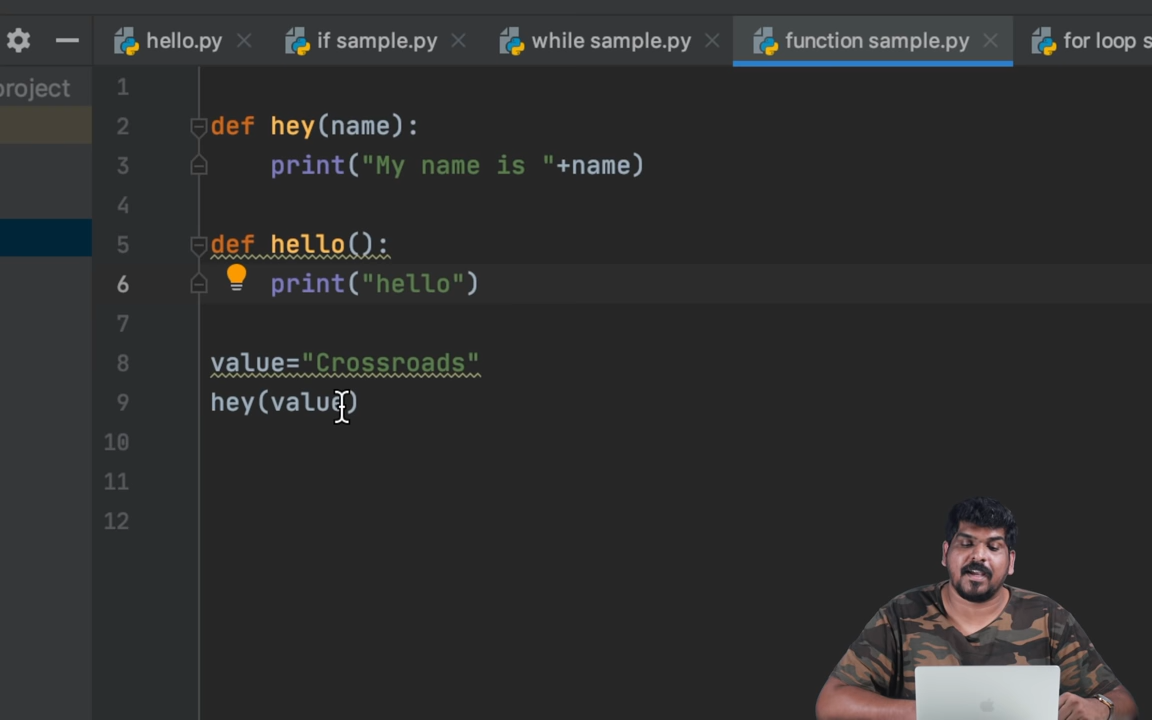 hello.py if sample.py while sample.py function sample.py for loop s
project
1
2 def hey(name):
3 print("My name is "+name)
4
5 def hello():
6 print("hello")
7
8 value="Crossroads"
9 hey(value)
10
11
12